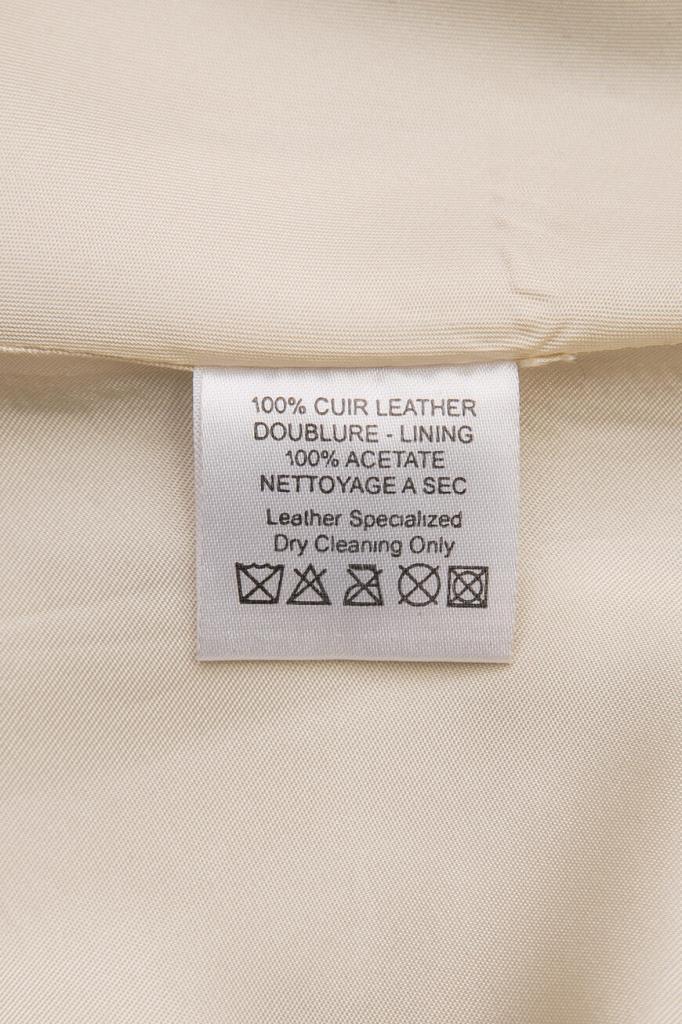 100% CUIR LEATHER
DOUBLURE - LINING
100% ACETATE
NETTOYAGE A SEC
Leather Specialized
Dry Cleaning Only